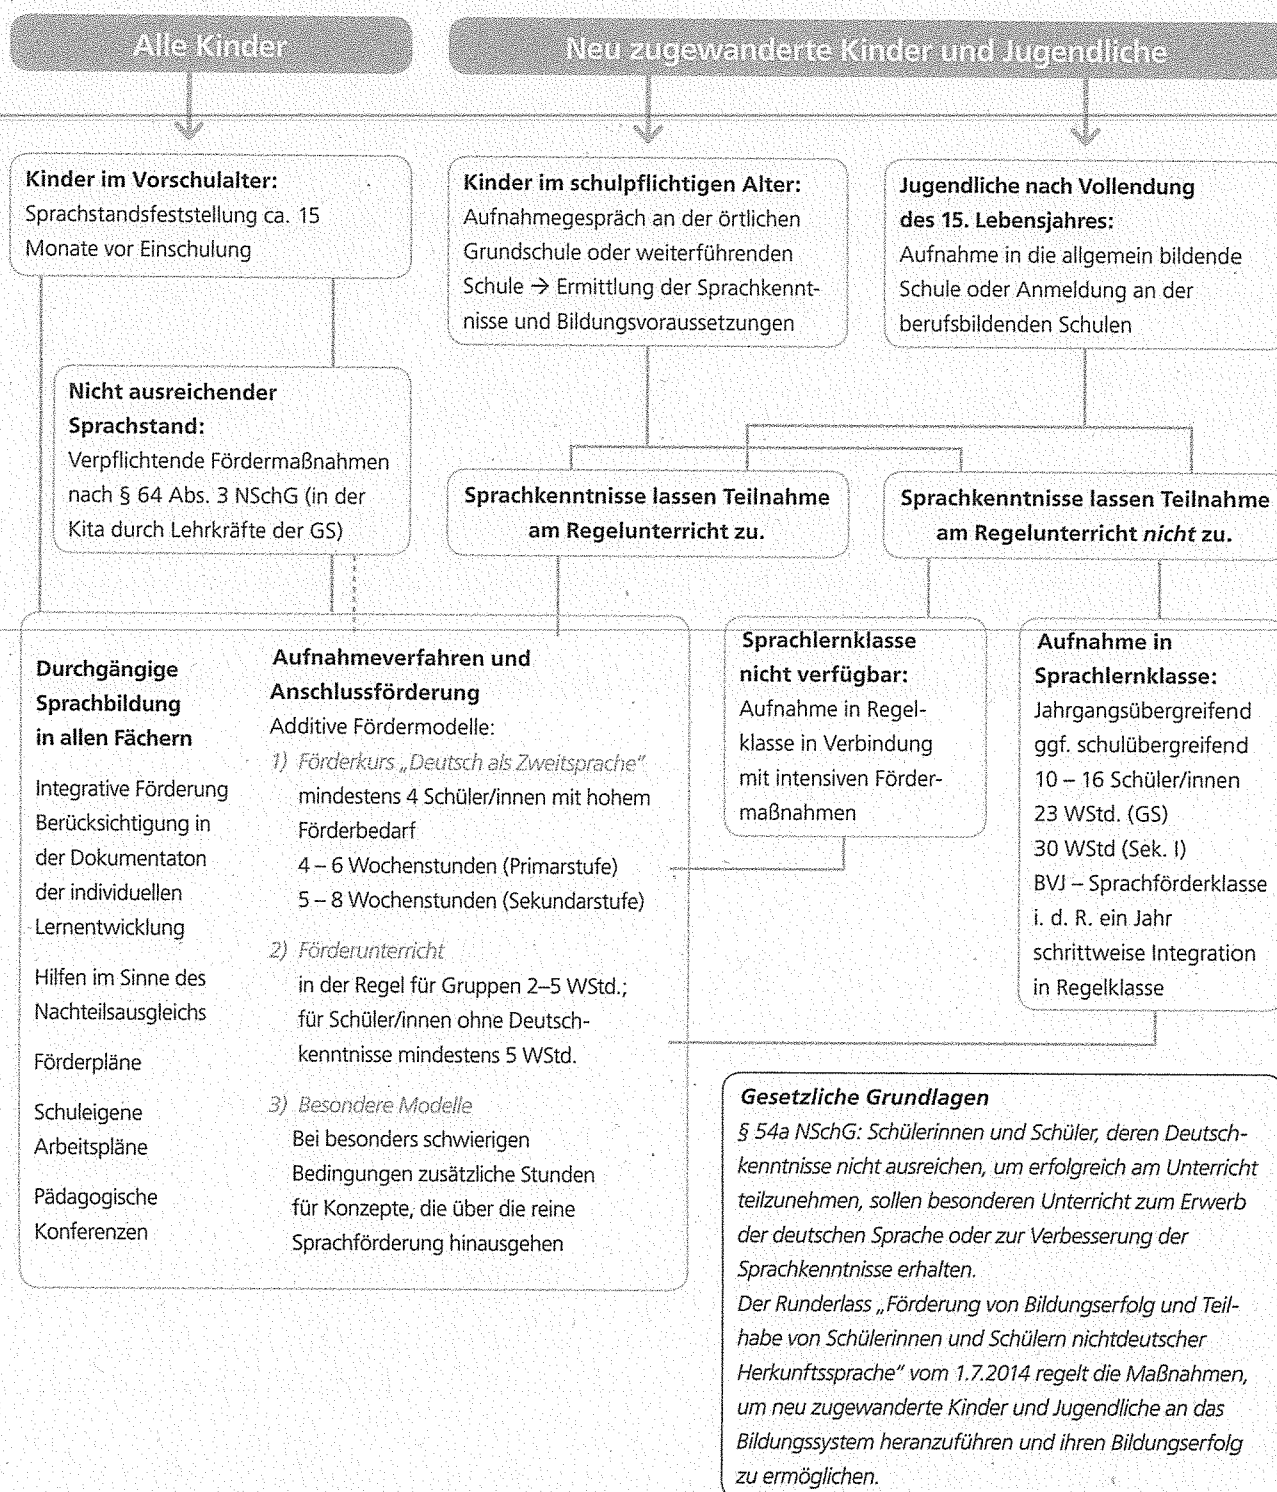 Alle Kinder
Neu zugewanderte Kinder und Jugendliche
Kinder im Vorschulalter:
Sprachstandsfeststellung ca. 15
Monate vor Einschulung
Kinder im schulpflichtigen Alter:
Aufnahmegespräch an der örtlichen
Grundschule oder weiterführenden
Schule → Ermittlung der Sprachkennt-
nisse und Bildungsvoraussetzungen
Jugendliche nach Vollendung
des 15. Lebensjahres:
Aufnahme in die allgemein bildende
Schule oder Anmeldung an der
berufsbildenden Schulen
Nicht ausreichender
Sprachstand:
Verpflichtende Fördermaßnahmen
nach § 64 Abs. 3 NSchG (in der
Kita durch Lehrkräfte der GS)
Sprachkenntnisse lassen Teilnahme
am Regelunterricht zu.
Sprachkenntnisse lassen Teilnahme
am Regelunterricht nicht zu.
Durchgängige
Sprachbildung
in allen Fächern
Integrative Förderung
Berücksichtigung in
der Dokumentaton
der individuellen
Lernentwicklung
Hilfen im Sinne des
Nachteilsausgleichs
Förderpläne
Schuleigene
Arbeitspläne
Pädagogische
Konferenzen
Aufnahmeverfahren und
Anschlussförderung
Additive Fördermodelle:
1) Förderkurs „Deutsch als Zweitsprache"
mindestens 4 Schüler/innen mit hohem
Förderbedarf
4 – 6 Wochenstunden (Primarstufe)
5 – 8 Wochenstunden (Sekundarstufe)
2) Förderunterricht
in der Regel für Gruppen 2–5 WStd.;
für Schüler/innen ohne Deutsch-
kenntnisse mindestens 5 WStd.
3) Besondere Modelle
Bei besonders schwierigen
Bedingungen zusätzliche Stunden
für Konzepte, die über die reine
Sprachförderung hinausgehen
Sprachlernklasse
nicht verfügbar:
Aufnahme in Regel-
klasse in Verbindung
mit intensiven Förder-
maßnahmen
Aufnahme in
Sprachlernklasse:
Jahrgangsübergreifend
ggf. schulübergreifend
10 – 16 Schüler/innen
23 WStd. (GS)
30 WStd (Sek. I)
BVJ – Sprachförderklasse
i. d. R. ein Jahr
schrittweise Integration
in Regelklasse
Gesetzliche Grundlagen
§ 54a NSchG: Schülerinnen und Schüler, deren Deutsch-
kenntnisse nicht ausreichen, um erfolgreich am Unterricht
teilzunehmen, sollen besonderen Unterricht zum Erwerb
der deutschen Sprache oder zur Verbesserung der
Sprachkenntnisse erhalten.
Der Runderlass „Förderung von Bildungserfolg und Teil-
habe von Schülerinnen und Schülern nichtdeutscher
Herkunftssprache" vom 1.7.2014 regelt die Maßnahmen,
um neu zugewanderte Kinder und Jugendliche an das
Bildungssystem heranzuführen und ihren Bildungserfolg
zu ermöglichen.